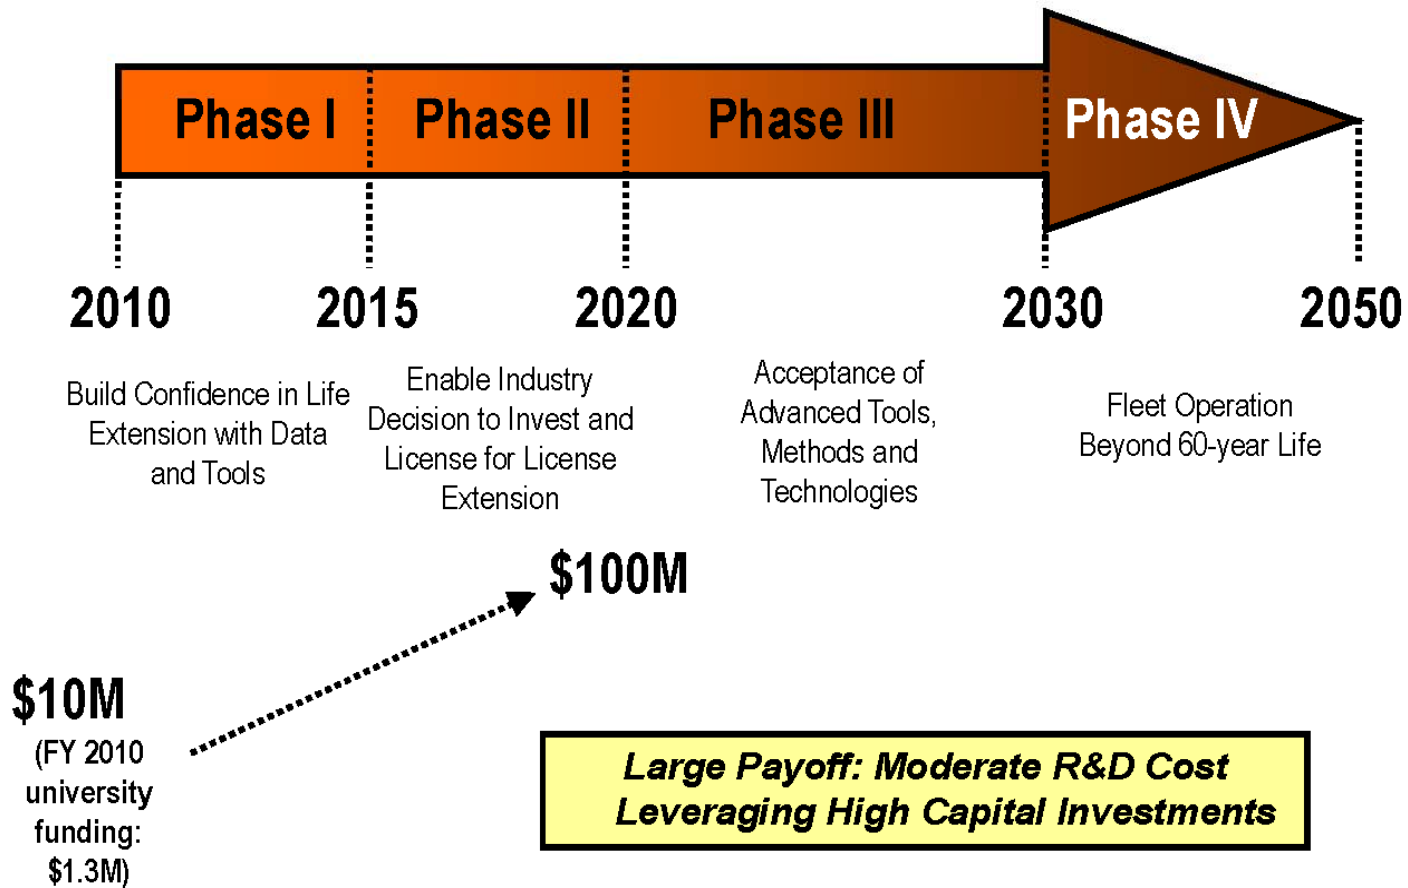 Phase I
Phase II
Phase III
Phase IV
2010
2015
2020
2030
2050
Build Confidence in Life
Extension with Data
and Tools
Enable Industry
Decision to Invest and
License for License
Extension
Acceptance of
Advanced Tools,
Methods and
Technologies
Fleet Operation
Beyond 60-year Life
$100M
$10M
(FY 2010
university
funding:
$1.3M)
Large Payoff: Moderate R&D Cost
Leveraging High Capital Investments